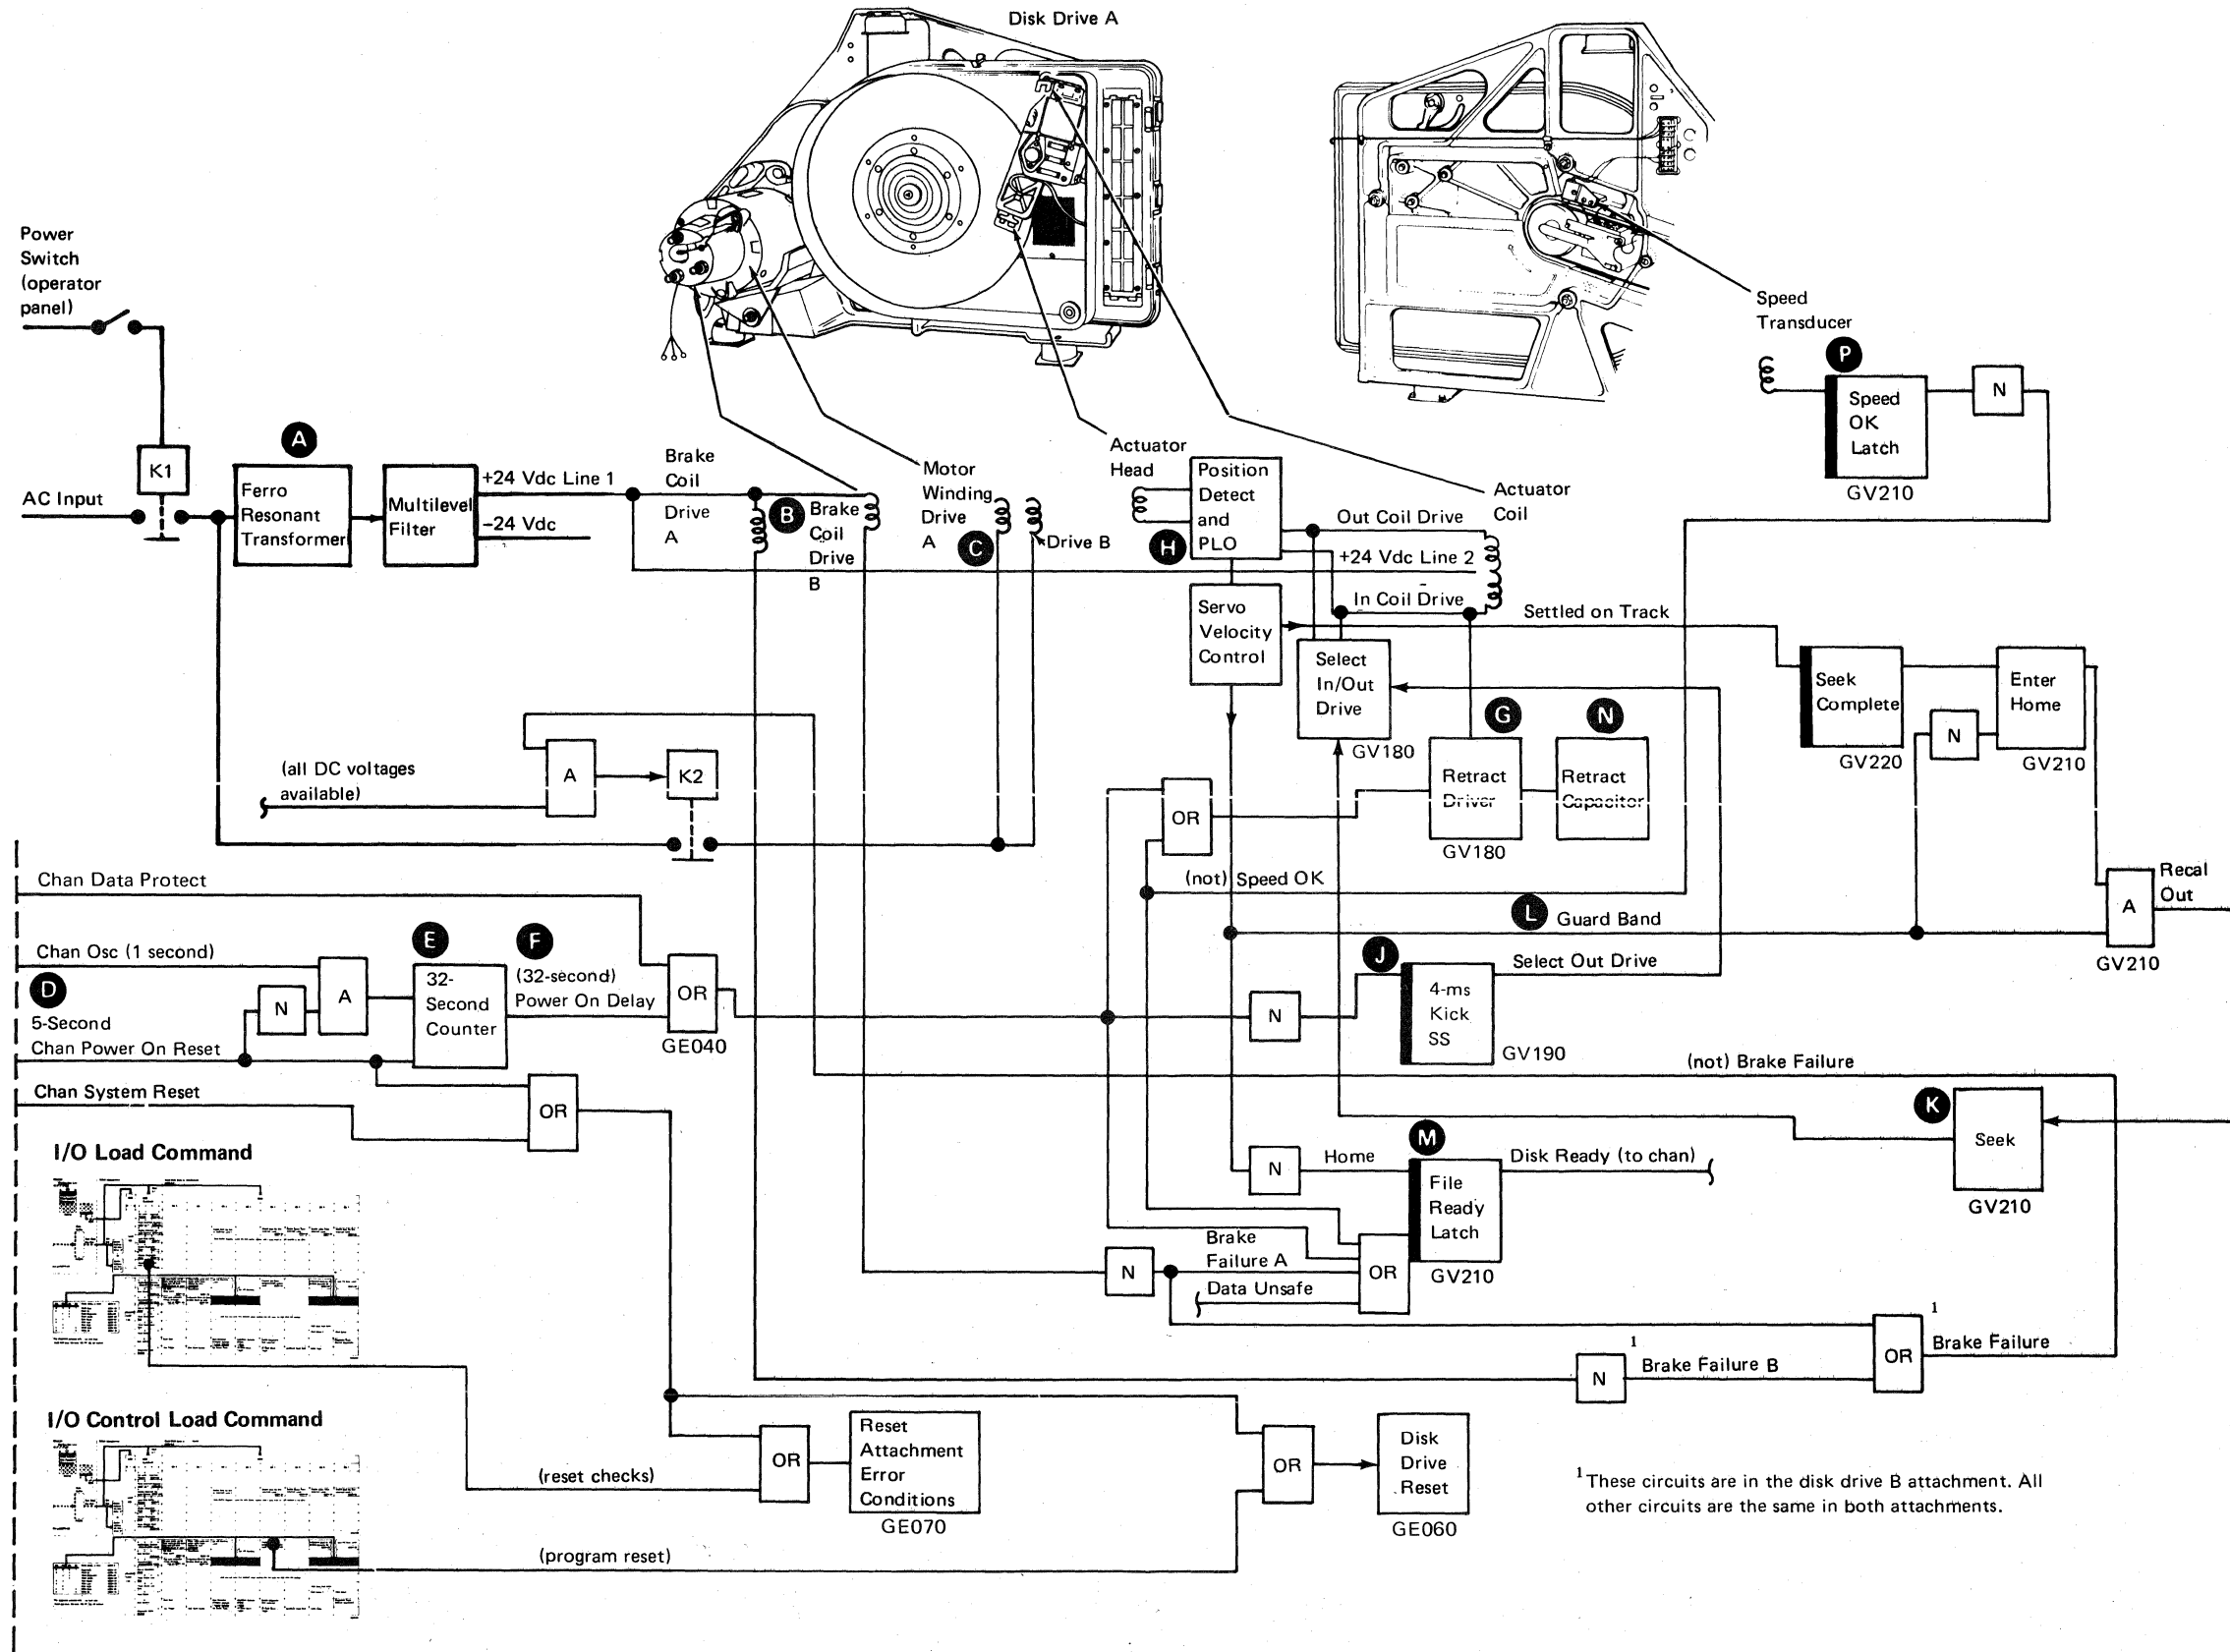 Disk Drive A
Power
Switch
(operator
panel)
Speed
Transducer
P
Speed
OK
Latch
GV210
N
A
K1
AC Input
Ferro
Resonant
Transformer
Multilevel
Filter
+24 Vdc Line 1
−24 Vdc
Brake
Coil
Drive
A
B
Brake
Coil
Drive
B
Motor
Winding
Drive
A
C
Drive B
Actuator
Head
H
Position
Detect
and
PLO
Actuator
Coil
Out Coil Drive
+24 Vdc Line 2
In Coil Drive
Servo
Velocity
Control
Settled on Track
Select
In/Out
Drive
GV180
Seek
Complete
GV220
Enter
Home
GV210
N
G
N
Retract
Driver
GV180
Retract
Capacitor
(all DC voltages
available)
A
K2
OR
(not) Speed OK
L
Guard Band
A
Recal
Out
GV210
Chan Data Protect
Chan Osc (1 second)
D
5-Second
Chan Power On Reset
N
A
E
32-
Second
Counter
F
(32-second)
Power On Delay
OR
GE040
N
J
4-ms
Kick
SS
GV190
Select Out Drive
(not) Brake Failure
Chan System Reset
OR
K
Seek
GV210
I/O Load Command
N
Home
M
File
Ready
Latch
GV210
Disk Ready (to chan)
N
Brake
Failure A
Data Unsafe
OR
N
1
Brake Failure B
OR
1
Brake Failure
I/O Control Load Command
(reset checks)
OR
Reset
Attachment
Error
Conditions
GE070
OR
Disk
Drive
Reset
GE060
(program reset)
1 These circuits are in the disk drive B attachment. All
other circuits are the same in both attachments.